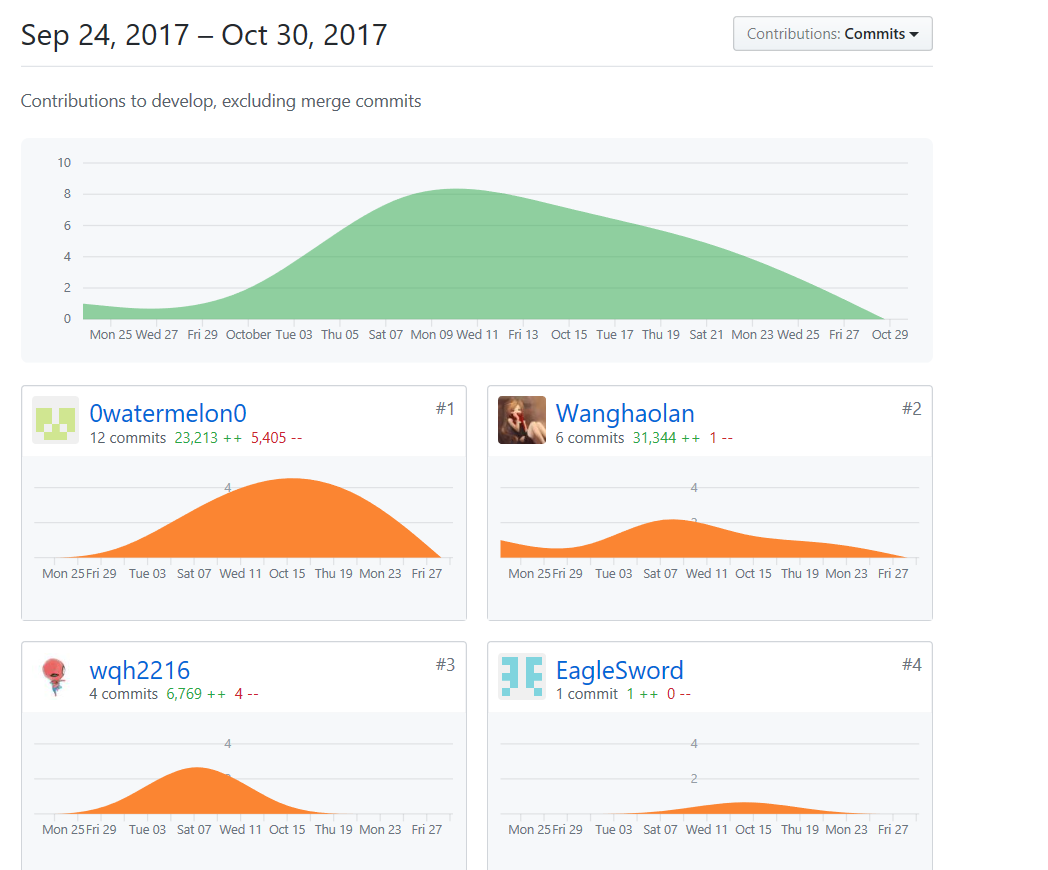 Sep 24, 2017 – Oct 30, 2017
Contributions: Commits
Contributions to develop, excluding merge commits
10
8
6
4
2
0
Mon 25 Wed 27 Fri 29 October Tue 03 Thu 05 Sat 07 Mon 09 Wed 11 Fri 13 Oct 15 Tue 17 Thu 19 Sat 21 Mon 23 Wed 25 Fri 27 Oct 29
0watermelon0 #1
12 commits 23,213 ++ 5,405 --
4
Mon 25 Fri 29 Tue 03 Sat 07 Wed 11 Oct 15 Thu 19 Mon 23 Fri 27
Wanghaolan #2
6 commits 31,344 ++ 1 --
4
Mon 25 Fri 29 Tue 03 Sat 07 Wed 11 Oct 15 Thu 19 Mon 23 Fri 27
wqh2216 #3
4 commits 6,769 ++ 4 --
4
Mon 25 Fri 29 Tue 03 Sat 07 Wed 11 Oct 15 Thu 19 Mon 23 Fri 27
EagleSword #4
1 commit 1 ++ 0 --
4
2
Mon 25 Fri 29 Tue 03 Sat 07 Wed 11 Oct 15 Thu 19 Mon 23 Fri 27